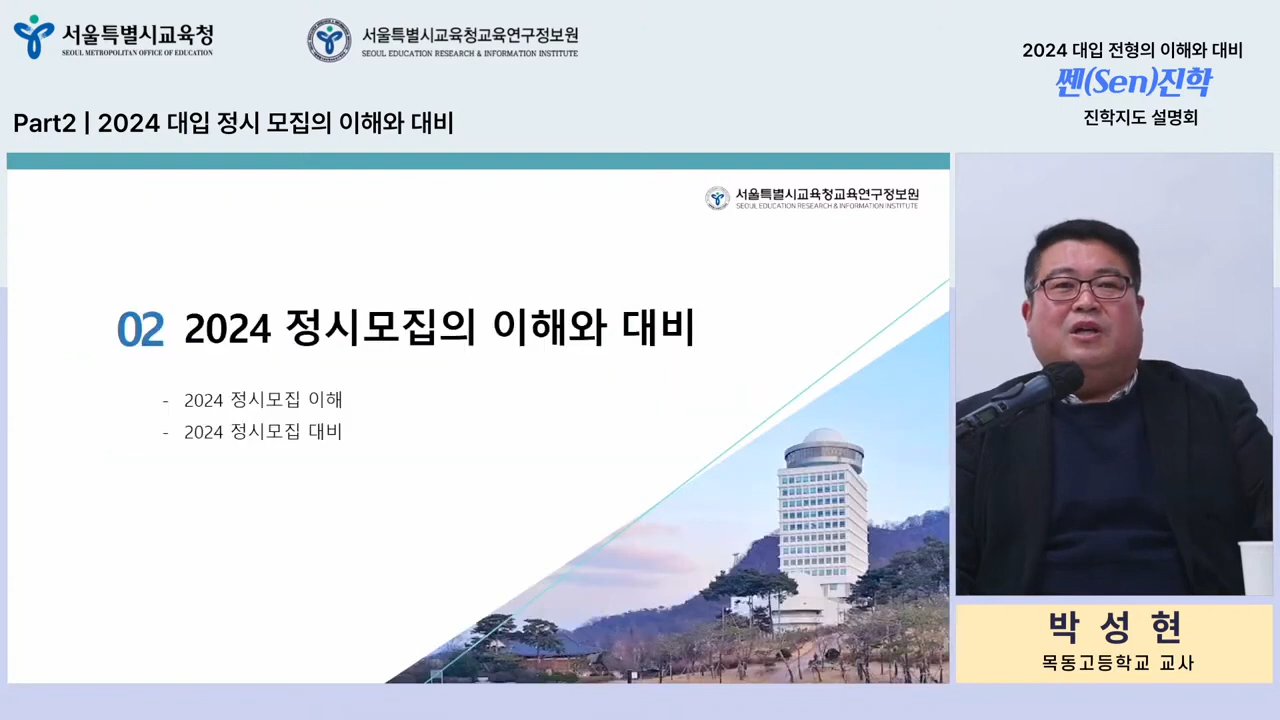 서울특별시교육청
SEOUL METROPOLITAN OFFICE OF EDUCATION
서울특별시교육청교육연구정보원
SEOUL EDUCATION RESEARCH & INFORMATION INSTITUTE
2024 대입 전형의 이해와 대비
쎈(Sen)진학
진학지도 설명회
Part2 | 2024 대입 정시 모집의 이해와 대비
서울특별시교육청교육연구정보원
SEOUL EDUCATION RESEARCH & INFORMATION INSTITUTE
02 2024 정시모집의 이해와 대비
- 2024 정시모집 이해
- 2024 정시모집 대비
박성현
목동고등학교 교사